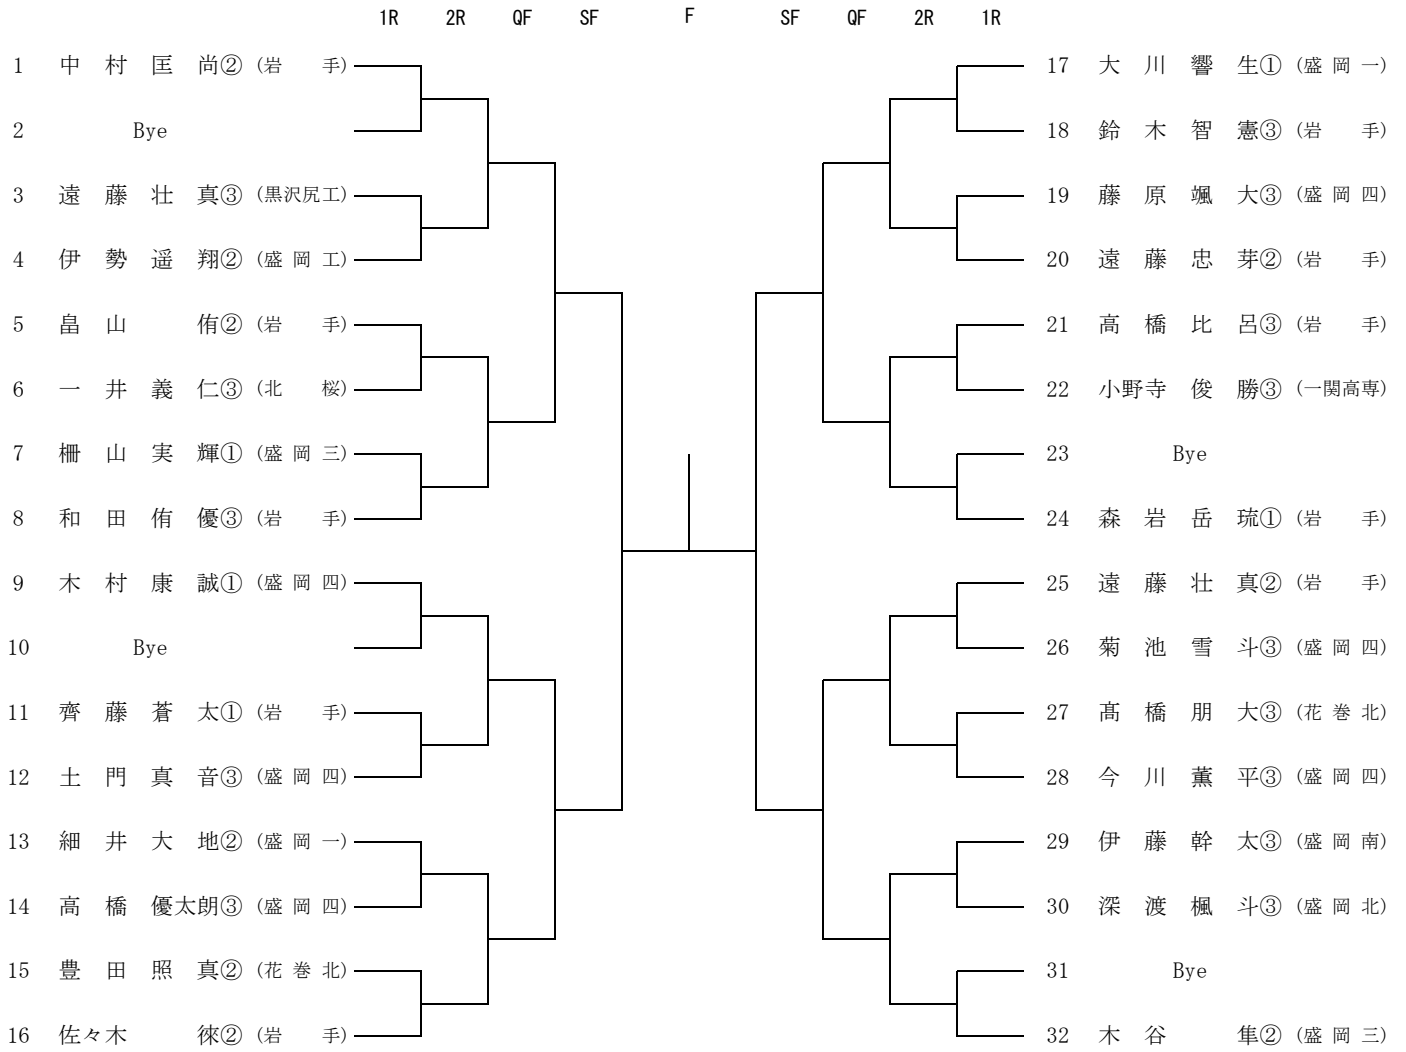 1R 2R QF SF F SF QF 2R 1R
1 中村匡尚② (岩手)
2 Bye
3 遠藤壮真③ (黒沢尻工)
4 伊勢遥翔② (盛岡工)
5 畠山侑② (岩手)
6 一井義仁③ (北桜)
7 柵山実輝① (盛岡三)
8 和田侑優③ (岩手)
9 木村康誠① (盛岡四)
10 Bye
11 齊藤蒼太① (岩手)
12 土門真音③ (盛岡四)
13 細井大地② (盛岡一)
14 高橋優太朗③ (盛岡四)
15 豊田照真② (花巻北)
16 佐々木徠② (岩手)
17 大川響生① (盛岡一)
18 鈴木智憲③ (岩手)
19 藤原颯大③ (盛岡四)
20 遠藤忠芽② (岩手)
21 高橋比呂③ (岩手)
22 小野寺俊勝③ (一関高専)
23 Bye
24 森岩岳琉① (岩手)
25 遠藤壮真② (岩手)
26 菊池雪斗③ (盛岡四)
27 髙橋朋大③ (花巻北)
28 今川薫平③ (盛岡四)
29 伊藤幹太③ (盛岡南)
30 深渡楓斗③ (盛岡北)
31 Bye
32 木谷隼② (盛岡三)